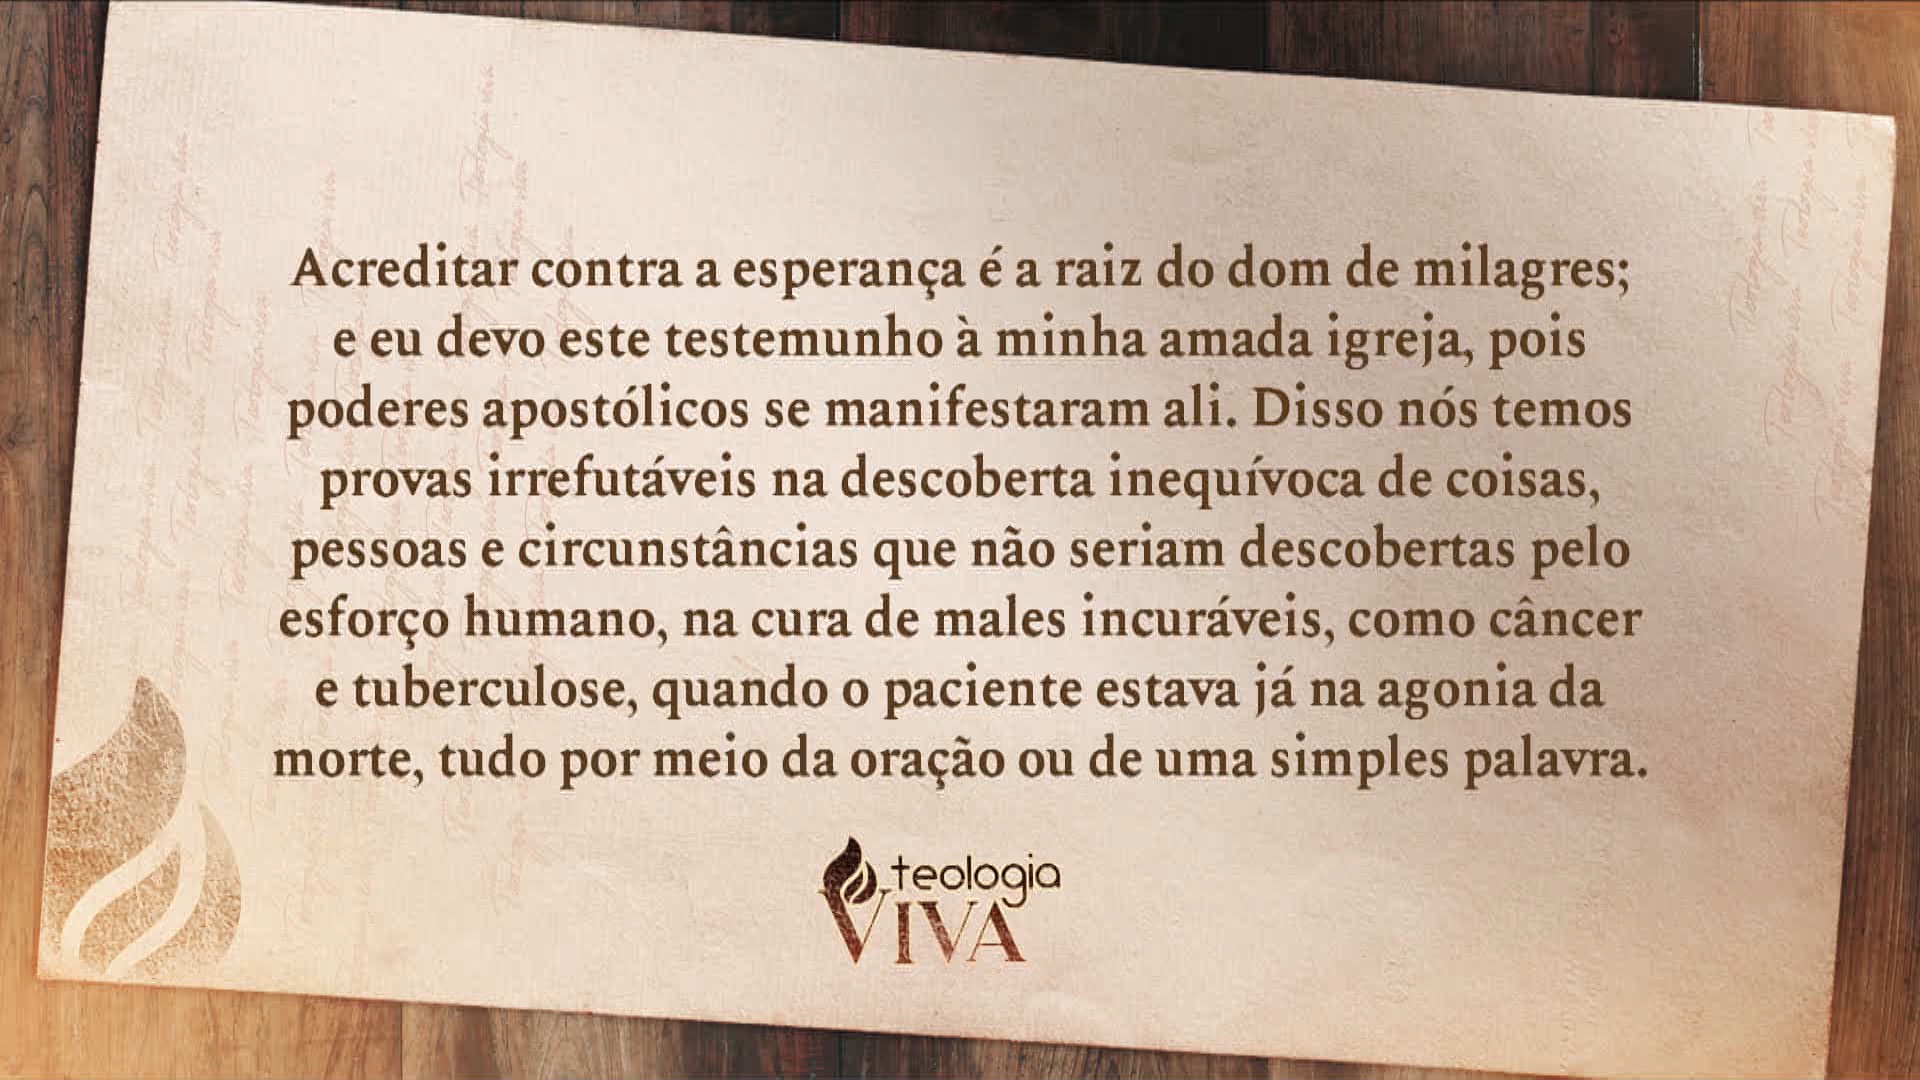 Acreditar contra a esperança é a raiz do dom de milagres;
e eu devo este testemunho à minha amada igreja, pois
poderes apostólicos se manifestaram ali. Disso nós temos
provas irrefutáveis na descoberta inequívoca de coisas,
pessoas e circunstâncias que não seriam descobertas pelo
esforço humano, na cura de males incuráveis, como câncer
e tuberculose, quando o paciente estava já na agonia da
morte, tudo por meio da oração ou de uma simples palavra.
teologia
VIVA